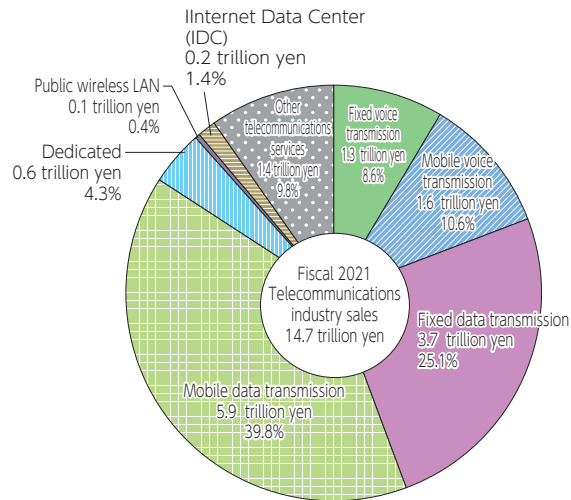 IInternet Data Center
(IDC)
0.2 trillion yen
1.4%
Public wireless LAN
0.1 trillion yen
0.4%
Dedicated
0.6 trillion yen
4.3%
Other
telecommunications
services
1.4 trillion yen
9.8%
Fixed voice
transmission
1.3 trillion yen
8.6%
Mobile voice
transmission
1.6 trillion yen
10.6%
Fiscal 2021
Telecommunications
industry sales
14.7 trillion yen
Fixed data transmission
3.7 trillion yen
25.1%
Mobile data transmission
5.9 trillion yen
39.8%